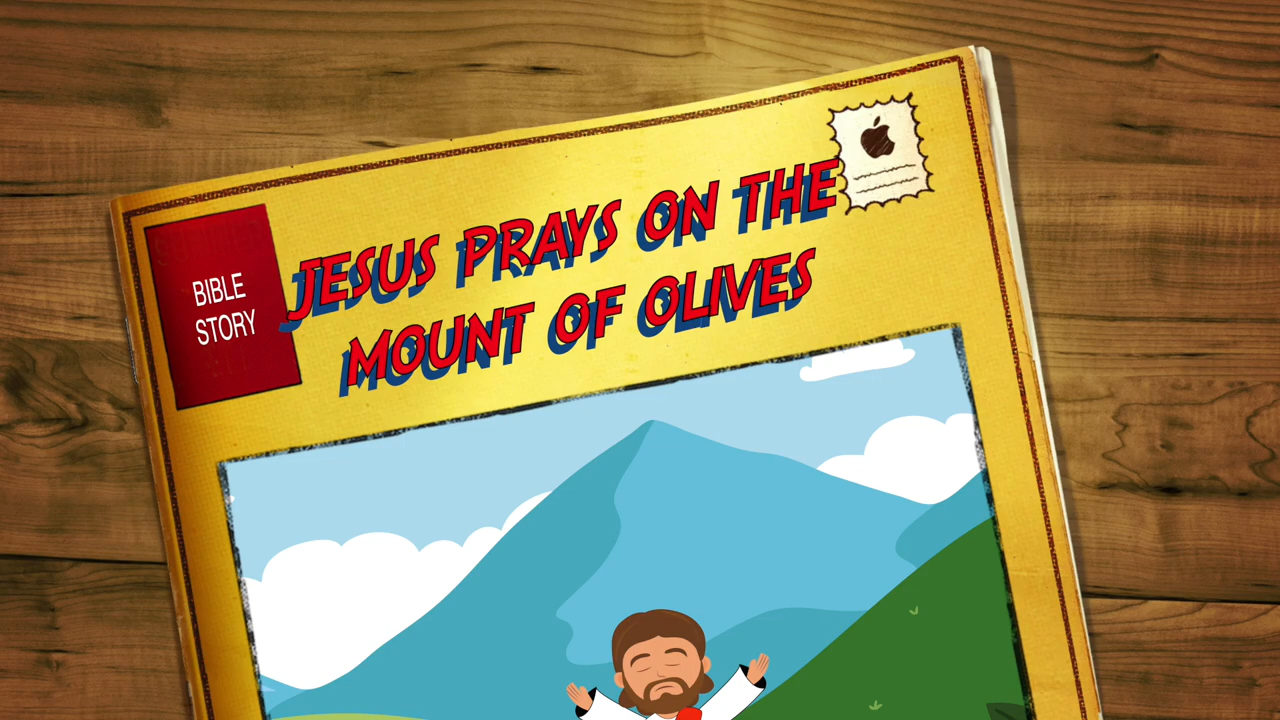 BIBLE
STORY
JESUS PRAYS ON THE
MOUNT OF OLIVES